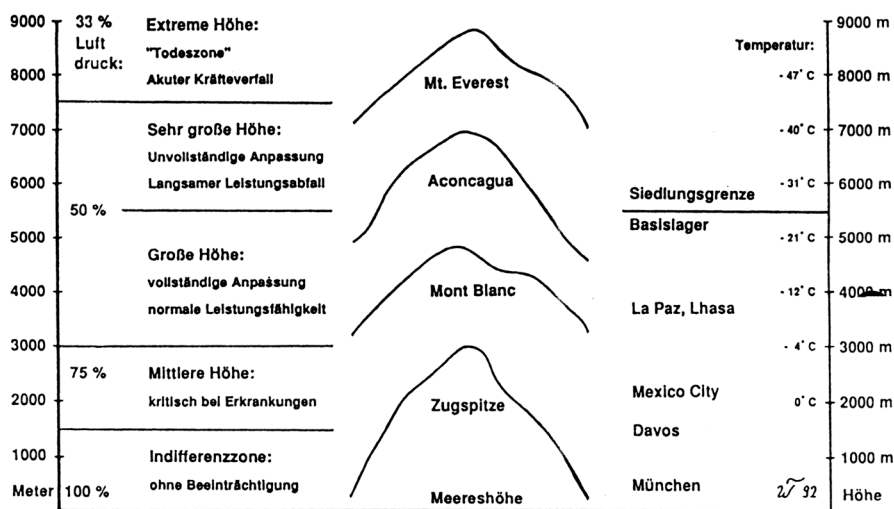 9000
8000
7000
6000
5000
4000
3000
2000
1000
Meter
33 %
Luft
druck:
50 %
75 %
100 %
Extreme Höhe:
"Todeszone"
Akuter Kräfteverfall
Sehr große Höhe:
Unvollständige Anpassung
Langsamer Leistungsabfall
Große Höhe:
vollständige Anpassung
normale Leistungsfähigkeit
Mittlere Höhe:
kritisch bei Erkrankungen
Indifferenzzone:
ohne Beeinträchtigung
Mt. Everest
Aconcagua
Mont Blanc
Zugspitze
Meereshöhe
Siedlungsgrenze
Basislager
La Paz, Lhasa
Mexico City
Davos
München
Temperatur:
- 47° C
- 40° C
- 31° C
- 21° C
- 12° C
- 4° C
0° C
92
9000 m
8000 m
7000 m
6000 m
5000 m
4000 m
3000 m
2000 m
1000 m
Höhe